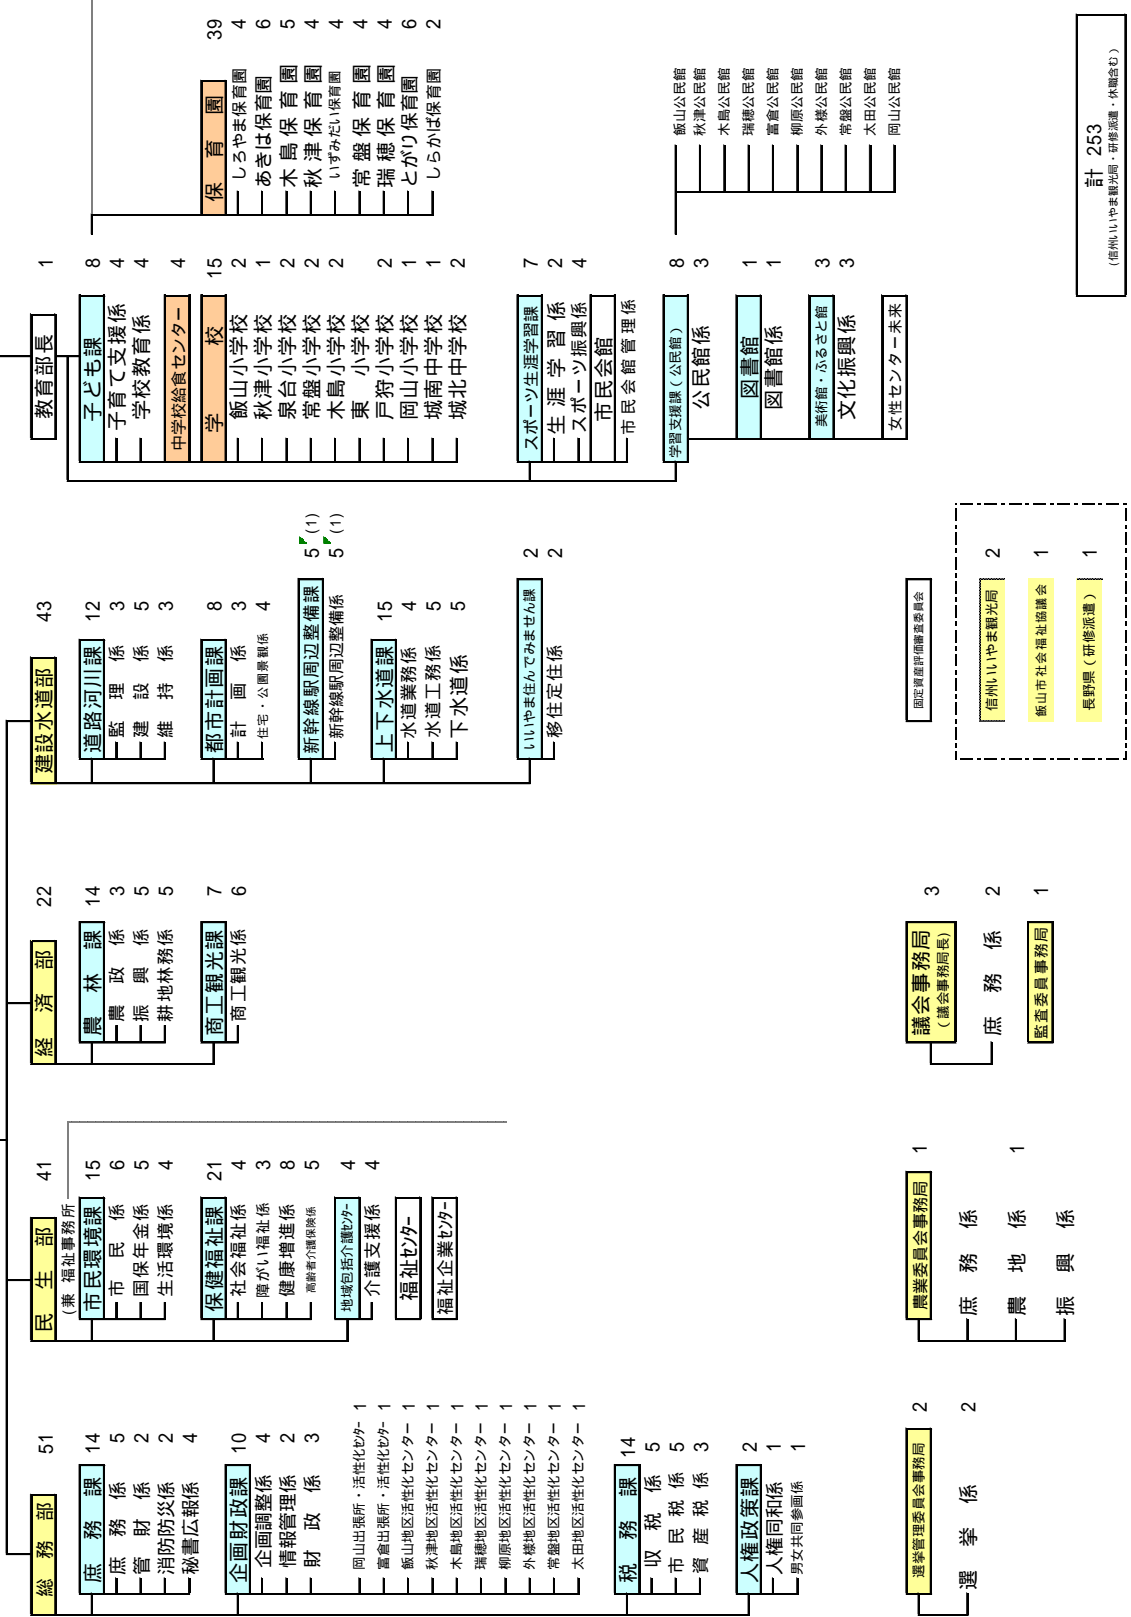 総務部 51
庶務課 14
庶務係 5
管財係 2
消防防災係 2
秘書広報係 4
企画財政課 10
企画調整係 4
情報管理係 2
財政係 3
岡山出張所・活性化センター 1
富倉出張所・活性化センター 1
飯山地区活性化センター 1
秋津地区活性化センター 1
木島地区活性化センター 1
瑞穂地区活性化センター 1
柳原地区活性化センター 1
外様地区活性化センター 1
常盤地区活性化センター 1
太田地区活性化センター 1
税務課 14
収税係 5
市民税係 5
資産税係 3
人権政策課 2
人権同和係 1
男女共同参画係 1
選挙管理委員会事務局 2
選挙係 2
民生部 41
(兼 福祉事務所
市民環境課 15
市民係 6
国保年金係 5
生活環境係 4
保健福祉課 21
社会福祉係 4
障がい福祉係 3
健康増進係 8
高齢者介護保険係 5
地域包括介護センター 4
介護支援係 4
福祉センター
福祉企業センター
農業委員会事務局 1
庶務係
農地係 1
振興係
経済部 22
農林課 14
農政係 3
振興係 5
耕地林務係 5
商工観光課 7
商工観光係 6
議会事務局 3
(議会事務局長)
庶務係 2
監査委員事務局 1
建設水道部 43
道路河川課 12
監理係 3
建設係 5
維持係 3
都市計画課 8
計画係 3
住宅・公園景観係 4
新幹線駅周辺整備課 5 (1)
新幹線駅周辺整備係 5 (1)
上下水道課 15
水道業務係 4
水道工務係 5
下水道係 5
いいやま住んでみません課 2
移住定住係 2
固定資産評価審査委員会
信州いいやま観光局 2
飯山市社会福祉協議会 1
長野県(研修派遣) 1
教育部長 1
子ども課 8
子育て支援係 4
学校教育係 4
中学校給食センター 4
学校 15
飯山小学校 2
秋津小学校 1
泉台小学校 2
常盤小学校 2
木島小学校 2
東小学校
戸狩小学校 2
岡山小学校 1
城南中学校 1
城北中学校 2
スポーツ生涯学習課 7
生涯学習係 2
スポーツ振興係 4
市民会館
市民会館管理係
学習支援課(公民館) 8
公民館係 3
図書館 1
図書館係 1
美術館・ふるさと館 3
文化振興係 3
女性センター未来
保育園 39
しろやま保育園 4
あきは保育園 6
木島保育園 5
秋津保育園 4
いずみだい保育園 4
常盤保育園 4
瑞穂保育園 4
とがり保育園 6
しらかば保育園 2
飯山公民館
秋津公民館
木島公民館
瑞穂公民館
富倉公民館
柳原公民館
外様公民館
常盤公民館
太田公民館
岡山公民館
計 253
(信州いいやま観光局・研修派遣・休職含む)